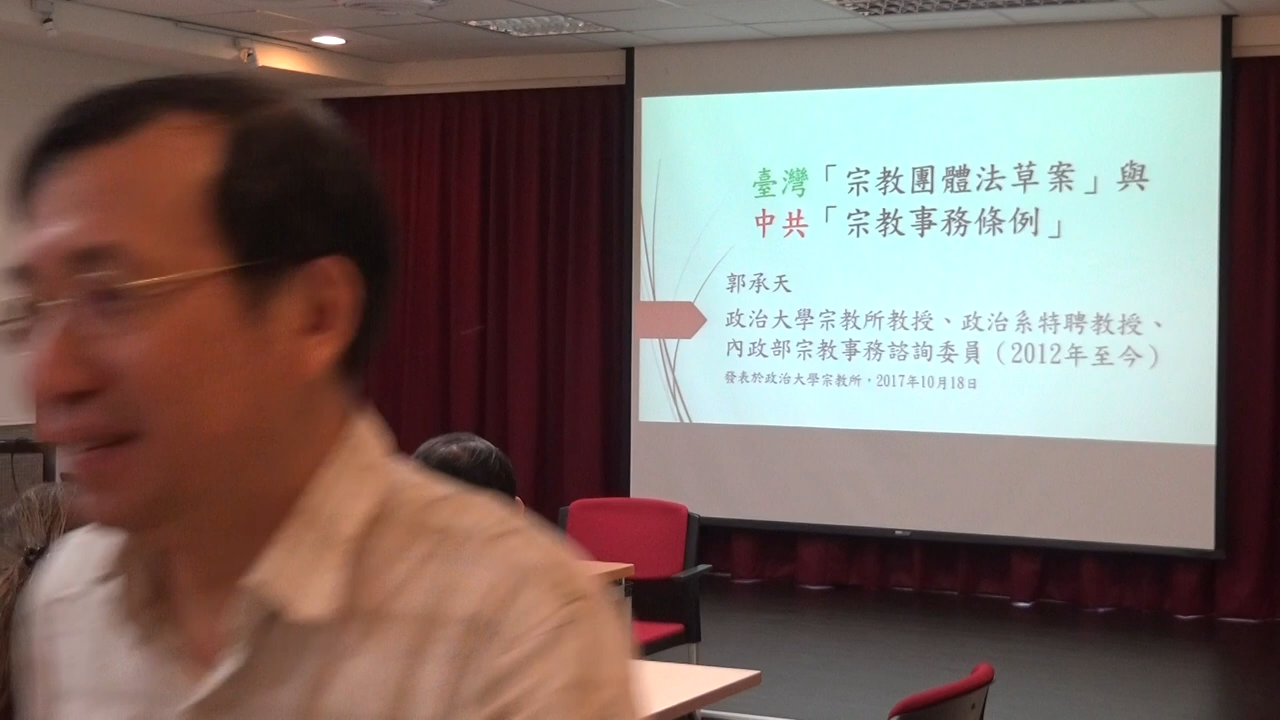 臺灣「宗教團體法草案」與
中共「宗教事務條例」
郭承天
政治大學宗教所教授、政治系特聘教授、
內政部宗教事務諮詢委員（2012年至今）
發表於政治大學宗教所，2017年10月18日